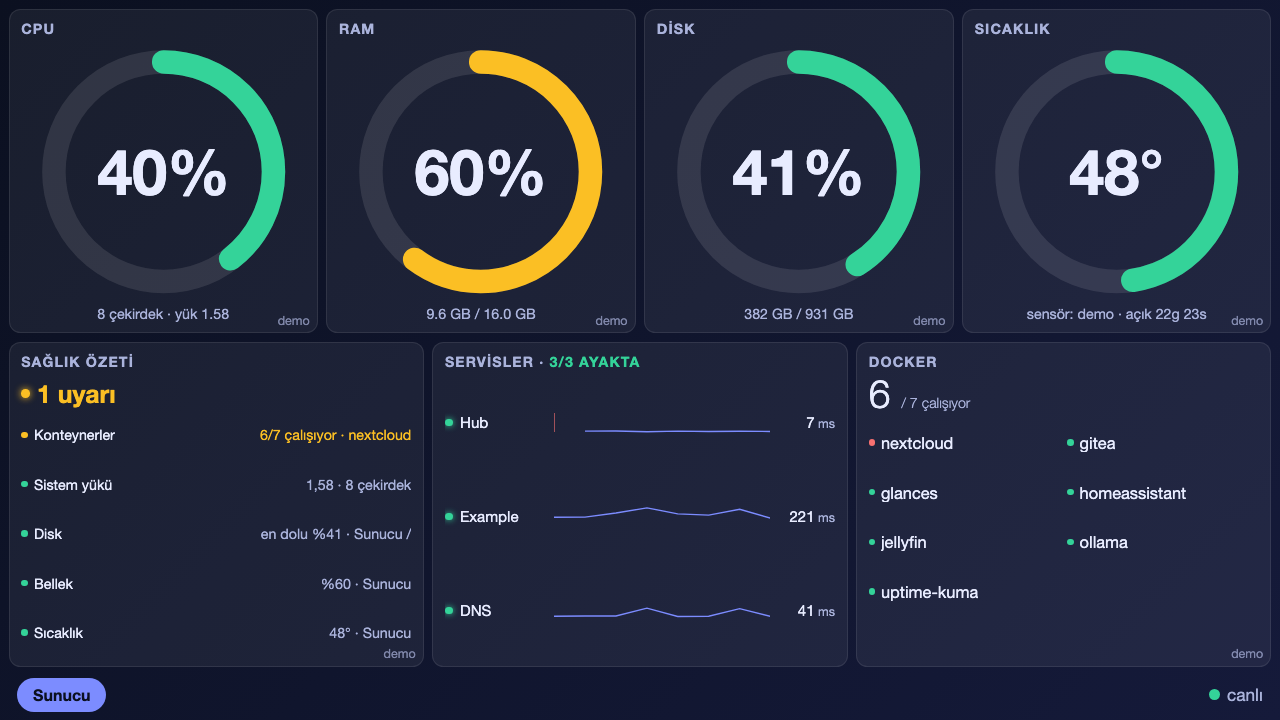 CPU
40%
8 çekirdek · yük 1.58
demo
RAM
60%
9.6 GB / 16.0 GB
demo
DİSK
41%
382 GB / 931 GB
demo
SICAKLIK
48°
sensör: demo · açık 22g 23s
demo
SAĞLIK ÖZETİ
1 uyarı
Konteynerler 6/7 çalışıyor · nextcloud
Sistem yükü 1,58 · 8 çekirdek
Disk en dolu %41 · Sunucu /
Bellek %60 · Sunucu
Sıcaklık 48° · Sunucu
demo
SERVİSLER · 3/3 AYAKTA
Hub 7 ms
Example 221 ms
DNS 41 ms
DOCKER
6 / 7 çalışıyor
nextcloud gitea
glances homeassistant
jellyfin ollama
uptime-kuma
demo
Sunucu
canlı